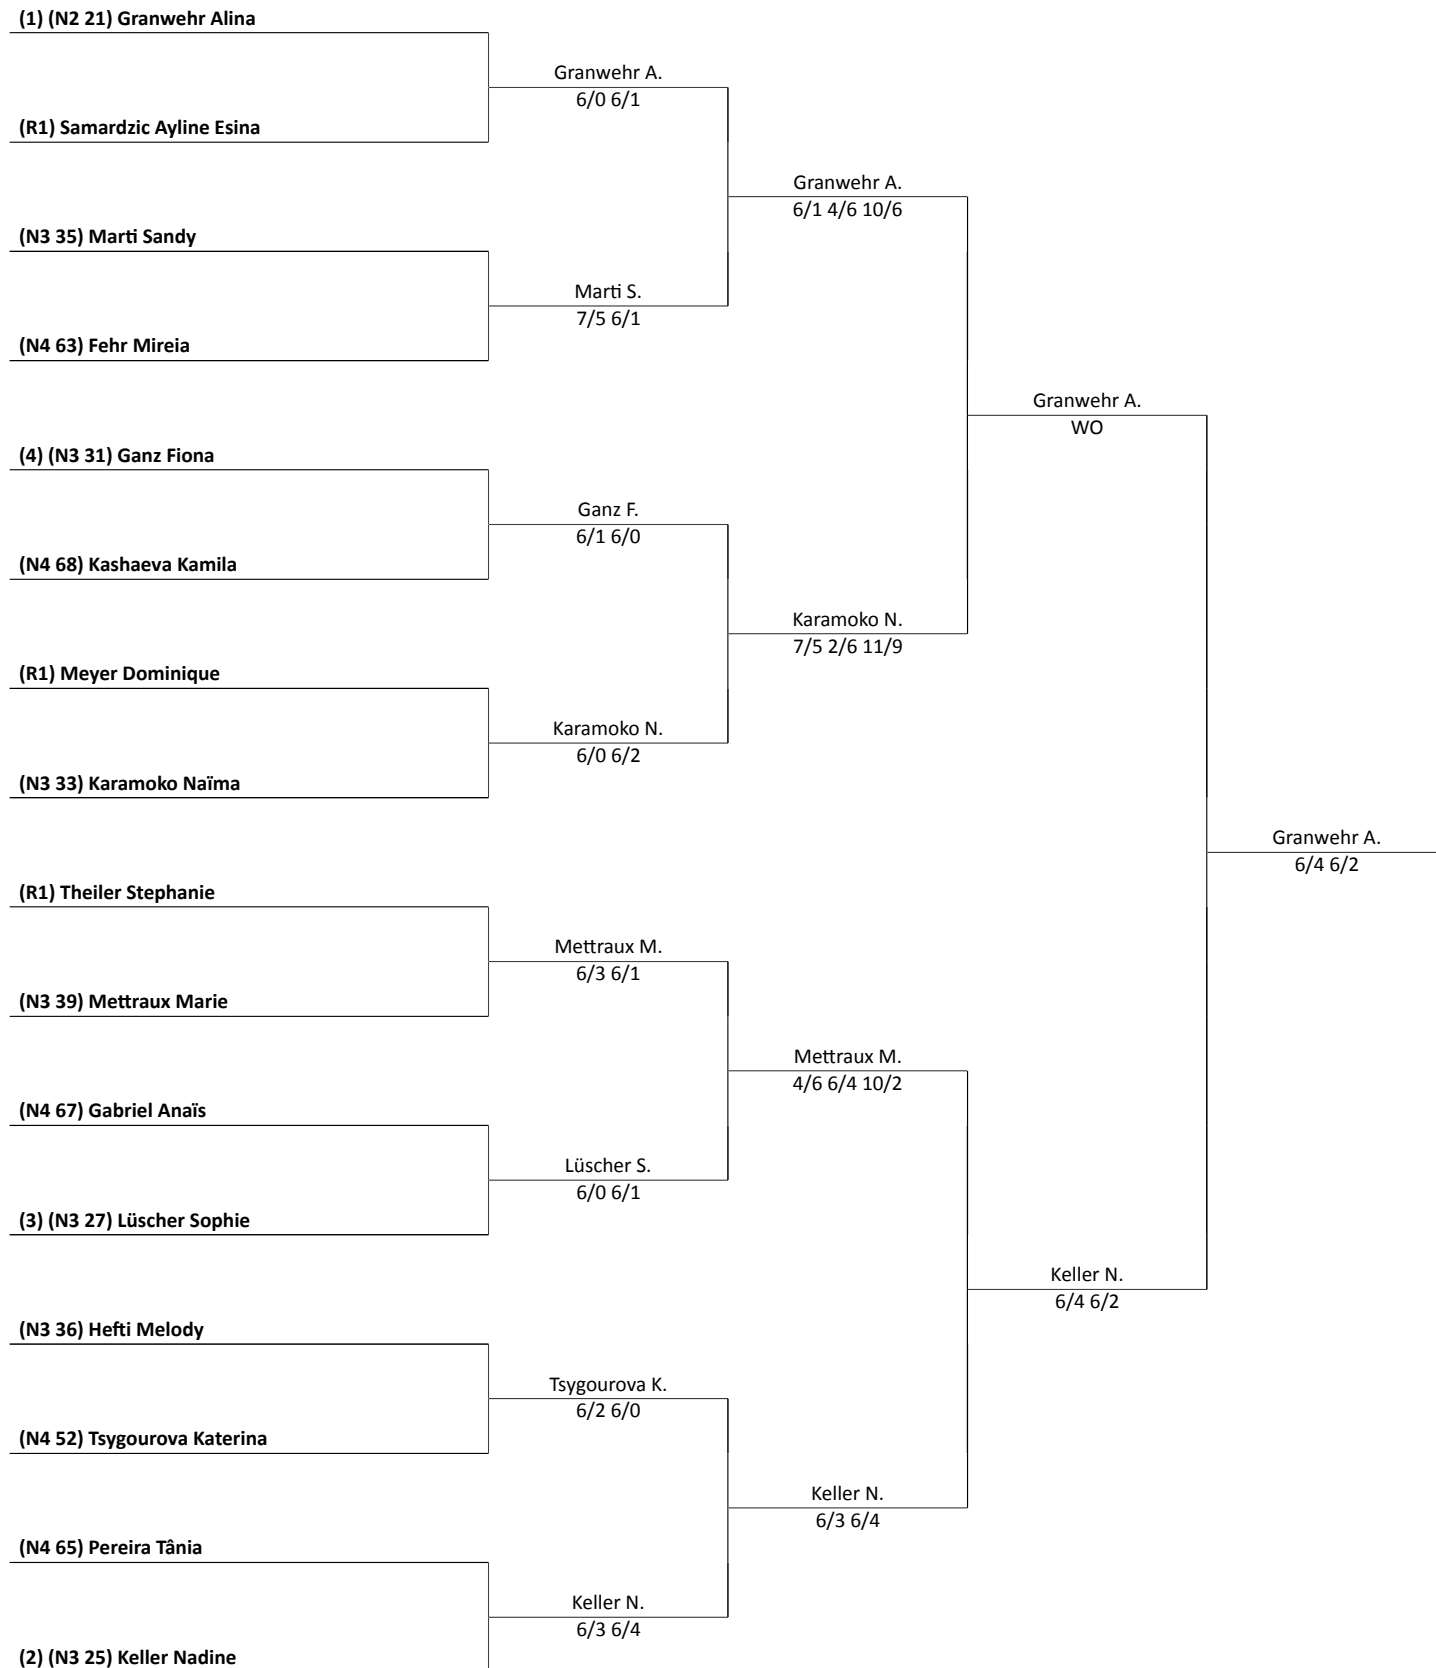 (1) (N2 21) Granwehr Alina
Granwehr A.
6/0 6/1
(R1) Samardzic Ayline Esina
Granwehr A.
6/1 4/6 10/6
(N3 35) Marti Sandy
Marti S.
7/5 6/1
(N4 63) Fehr Mireia
Granwehr A.
WO
(4) (N3 31) Ganz Fiona
Ganz F.
6/1 6/0
(N4 68) Kashaeva Kamila
Karamoko N.
7/5 2/6 11/9
(R1) Meyer Dominique
Karamoko N.
6/0 6/2
(N3 33) Karamoko Naïma
Granwehr A.
6/4 6/2
(R1) Theiler Stephanie
Mettraux M.
6/3 6/1
(N3 39) Mettraux Marie
Mettraux M.
4/6 6/4 10/2
(N4 67) Gabriel Anaïs
Lüscher S.
6/0 6/1
(3) (N3 27) Lüscher Sophie
Keller N.
6/4 6/2
(N3 36) Hefti Melody
Tsygourova K.
6/2 6/0
(N4 52) Tsygourova Katerina
Keller N.
6/3 6/4
(N4 65) Pereira Tânia
Keller N.
6/3 6/4
(2) (N3 25) Keller Nadine